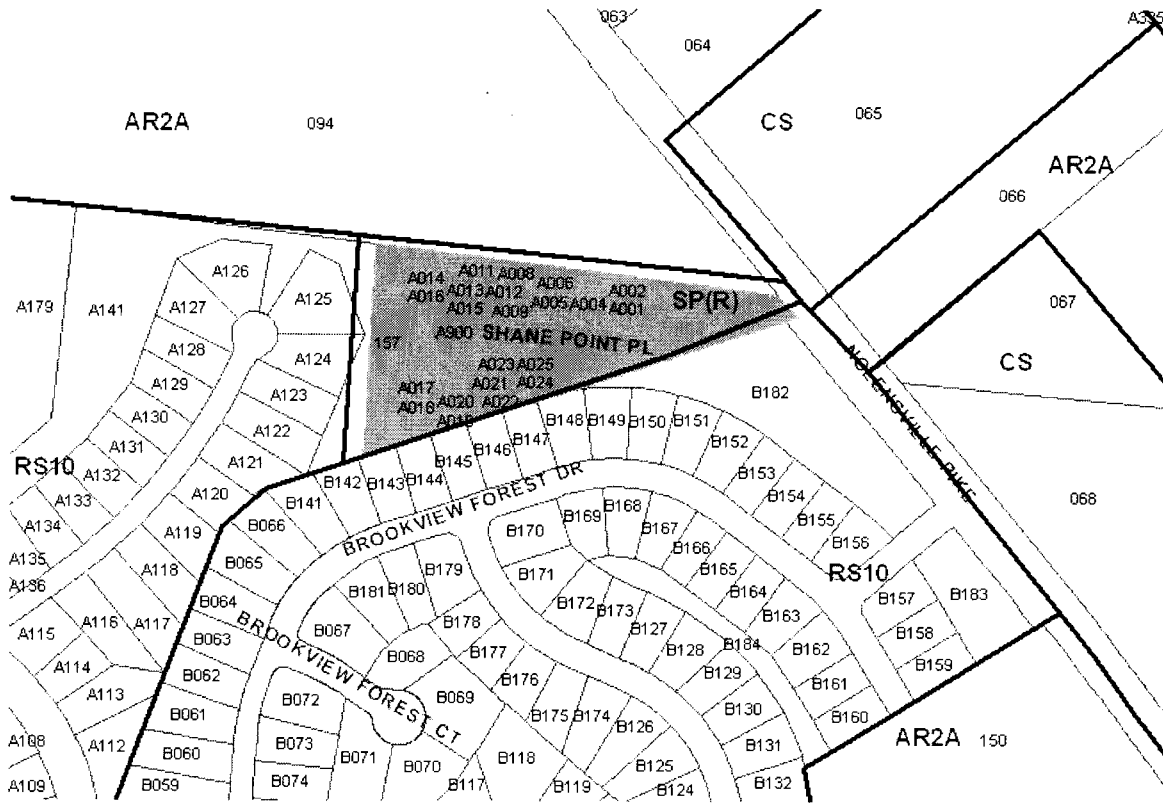 063
A335
064
065
CS
AR2A
094
AR2A
066
067
CS
068
A179
A141
A126
A125
A127
A128
A124
A129
A123
A130
A122
A131
A121
RS10
A132
A133
A120
A134
A119
A135
A118
A136
A117
A116
A115
A114
A113
A112
A108
A109
157
A014
A011
A008
A006
A002
A016
A013
A012
A005
A004
A001
A015
A009
SP(R)
A900
SHANE POINT PL
A023
A025
A017
A021
A024
A018
A020
A022
A019
NOLENSVILLE PIKE
B182
B148
B149
B150
B151
B147
B152
B146
B145
B153
B144
B143
B142
B141
B154
B155
B156
BROOKVIEW FOREST DR
B066
B065
B064
B063
B062
B061
B060
B059
B170
B169
B168
B167
B166
B165
B164
B163
B162
B161
B160
RS10
B157
B183
B158
B159
B171
B172
B173
B127
B128
B184
B129
B130
B131
B132
B179
B180
B181
B067
B178
B177
B068
B176
B069
B175
B174
B126
B125
B124
B072
B073
B074
B071
B070
B117
B118
B119
BROOKVIEW FOREST CT
AR2A
150